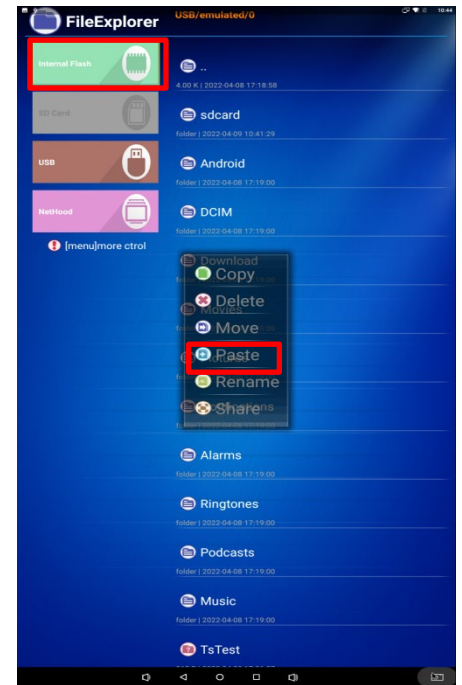 FileExplorer
USB/emulated/0
10:44
Internal Flash
SD Card
USB
NetHood
[menu]more ctrol
..
4.00 K | 2022-04-08 17:18:58
sdcard
folder | 2022-04-09 10:41:29
Android
folder | 2022-04-08 17:19:00
DCIM
folder | 2022-04-08 17:19:00
Download
Copy
Delete
Movies
Move
Paste
Rename
Share
Alarms
folder | 2022-04-08 17:19:00
Ringtones
folder | 2022-04-08 17:19:00
Podcasts
folder | 2022-04-08 17:19:00
Music
folder | 2022-04-08 17:19:00
TsTest